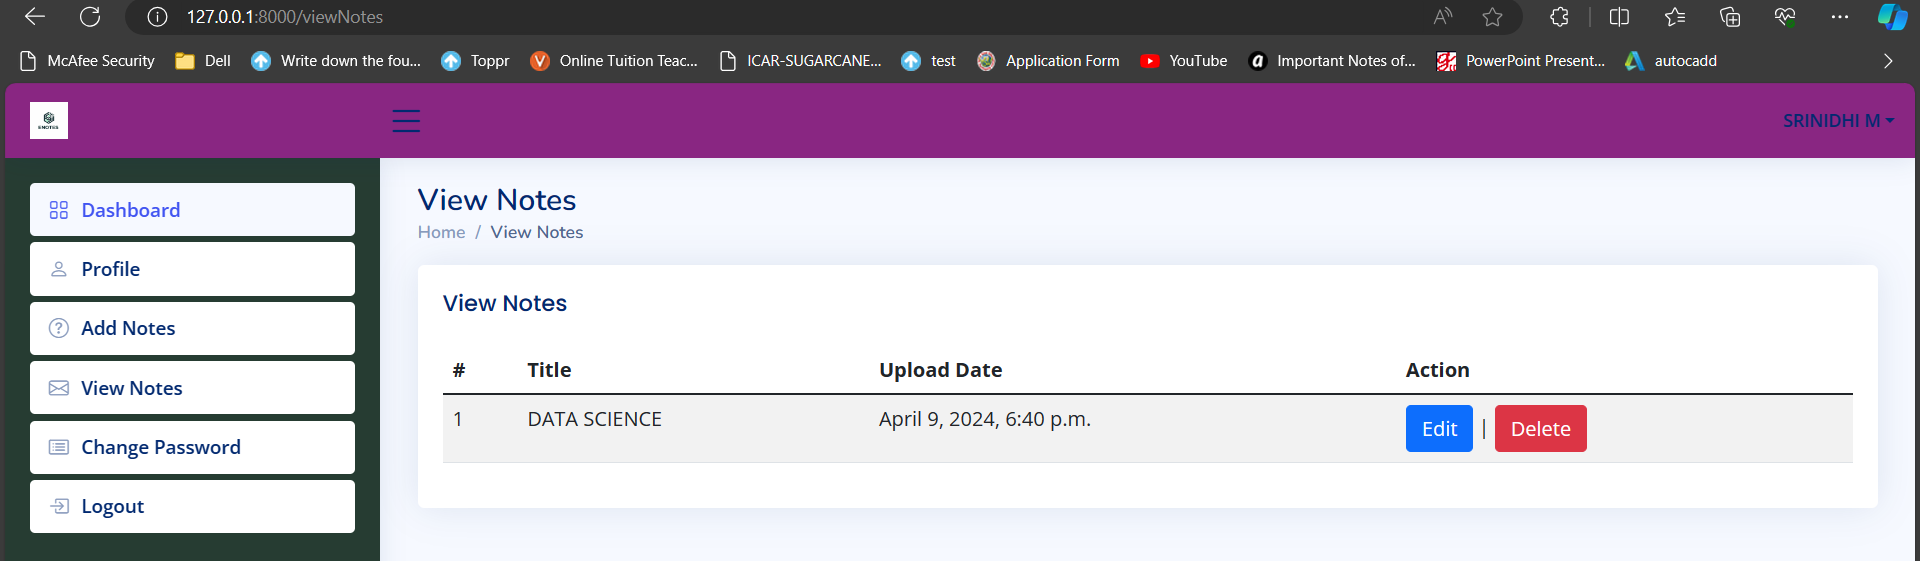 127.0.0.1:8000/viewNotes
McAfee Security Dell Write down the fou... Toppr Online Tuition Teac... ICAR-SUGARCANE... test Application Form YouTube Important Notes of... PowerPoint Present... autocadd
ENOTES
SRINIDHI M
Dashboard
Profile
Add Notes
View Notes
Change Password
Logout
View Notes
Home / View Notes
View Notes
# Title Upload Date Action
1 DATA SCIENCE April 9, 2024, 6:40 p.m. Edit | Delete